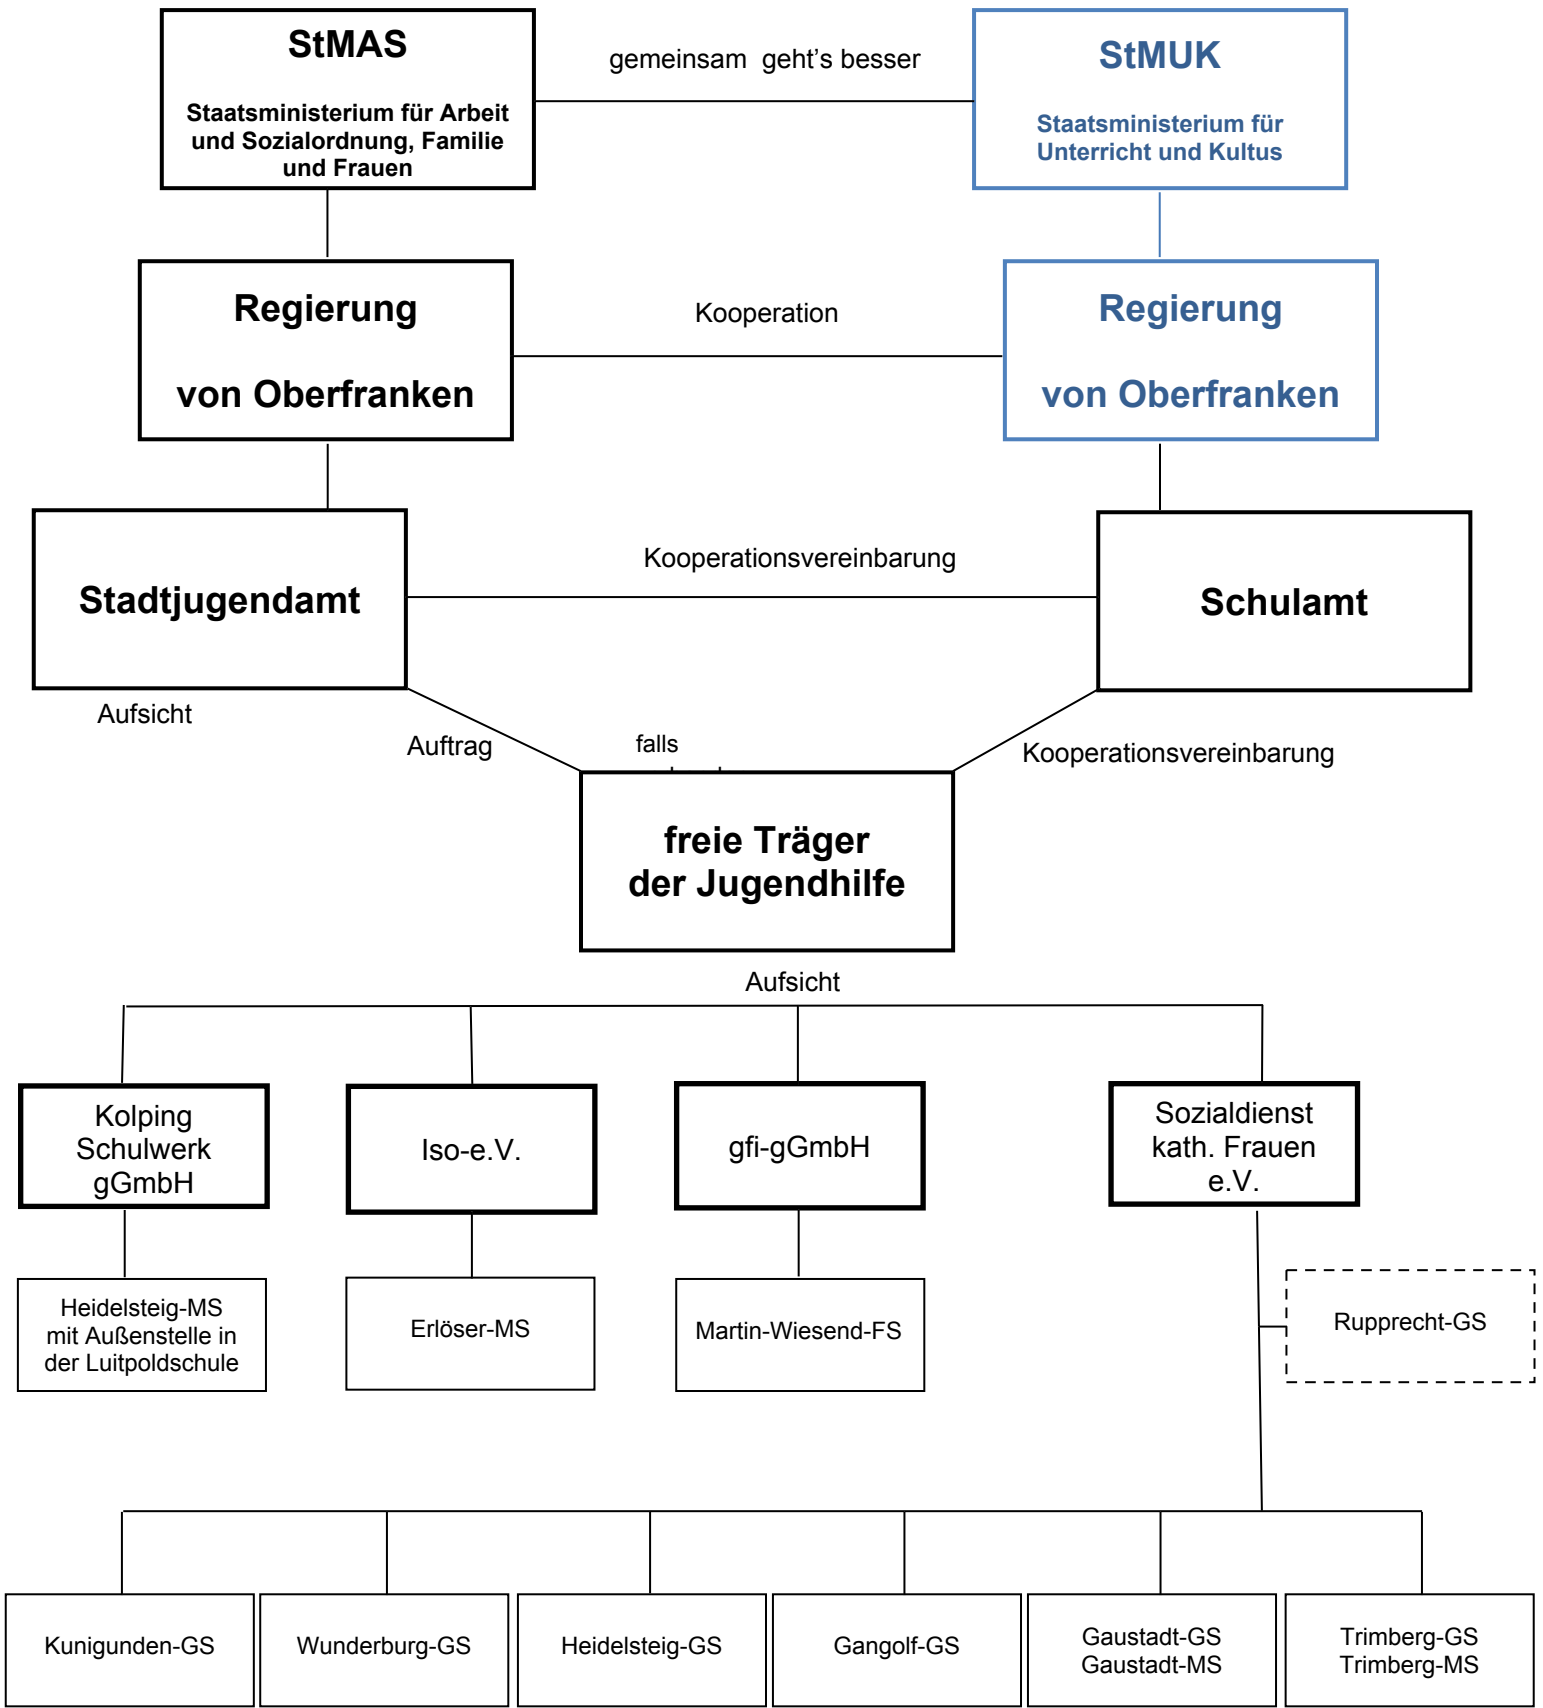 StMAS
Staatsministerium für Arbeit
und Sozialordnung, Familie
und Frauen
gemeinsam geht's besser
StMUK
Staatsministerium für
Unterricht und Kultus
Regierung
von Oberfranken
Kooperation
Regierung
von Oberfranken
Stadtjugendamt
Kooperationsvereinbarung
Schulamt
Aufsicht
Auftrag
falls
Kooperationsvereinbarung
freie Träger
der Jugendhilfe
Aufsicht
Kolping
Schulwerk
gGmbH
Iso-e.V.
gfi-gGmbH
Sozialdienst
kath. Frauen
e.V.
Heidelsteig-MS
mit Außenstelle in
der Luitpoldschule
Erlöser-MS
Martin-Wiesend-FS
Rupprecht-GS
Kunigunden-GS
Wunderburg-GS
Heidelsteig-GS
Gangolf-GS
Gaustadt-GS
Gaustadt-MS
Trimberg-GS
Trimberg-MS